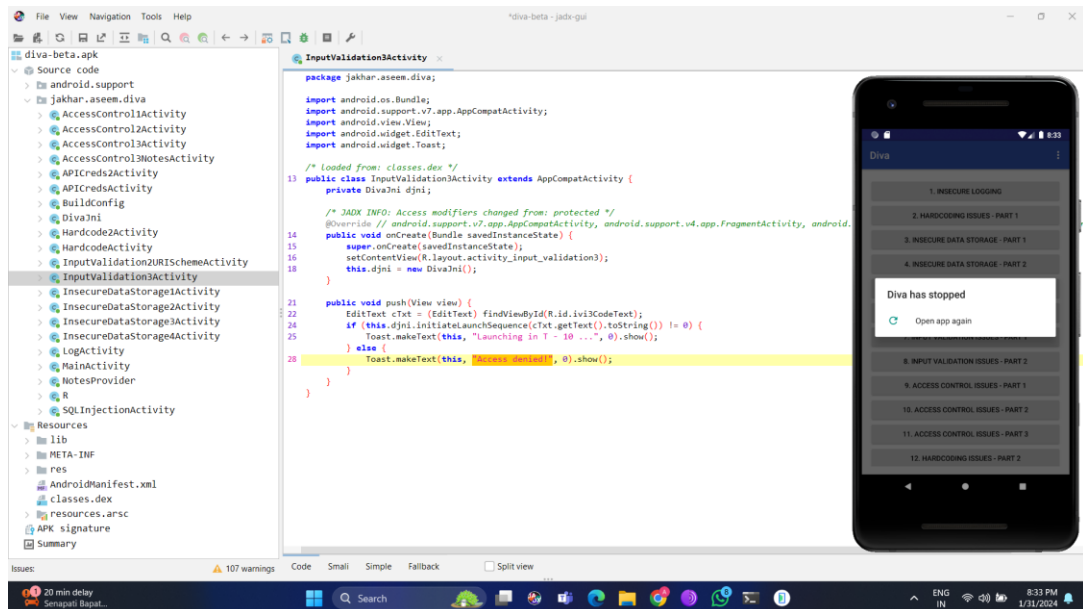 File View Navigation Tools Help
*diva-beta - jadx-gui
diva-beta.apk
Source code
android.support
jakhar.aseem.diva
AccessControl1Activity
AccessControl2Activity
AccessControl3Activity
AccessControl3NotesActivity
APICreds2Activity
APICredsActivity
BuildConfig
DivaJni
Hardcode2Activity
HardcodeActivity
InputValidation2URISchemeActivity
InputValidation3Activity
InsecureDataStorage1Activity
InsecureDataStorage2Activity
InsecureDataStorage3Activity
InsecureDataStorage4Activity
LogActivity
MainActivity
NotesProvider
R
SQLInjectionActivity
Resources
lib
META-INF
res
AndroidManifest.xml
classes.dex
resources.arsc
APK signature
Summary
Issues: 107 warnings
InputValidation3Activity
package jakhar.aseem.diva;
import android.os.Bundle;
import android.support.v7.app.AppCompatActivity;
import android.view.View;
import android.widget.EditText;
import android.widget.Toast;
/* loaded from: classes.dex */
13 public class InputValidation3Activity extends AppCompatActivity {
private DivaJni djni;
/* JADX INFO: Access modifiers changed from: protected */
@Override // android.support.v7.app.AppCompatActivity, android.support.v4.app.FragmentActivity, android.
14 public void onCreate(Bundle savedInstanceState) {
15 super.onCreate(savedInstanceState);
16 setContentView(R.layout.activity_input_validation3);
18 this.djni = new DivaJni();
}
21 public void push(View view) {
22 EditText cTxt = (EditText) findViewById(R.id.ivi3CodeText);
24 if (this.djni.initiateLaunchSequence(cTxt.getText().toString()) != 0) {
25 Toast.makeText(this, "Launching in T - 10 ...", 0).show();
} else {
28 Toast.makeText(this, "Access denied!", 0).show();
}
}
}
Code Smali Simple Fallback Split view
8:33
Diva
1. INSECURE LOGGING
2. HARDCODING ISSUES - PART 1
3. INSECURE DATA STORAGE - PART 1
4. INSECURE DATA STORAGE - PART 2
Diva has stopped
Open app again
8. INPUT VALIDATION ISSUES - PART 2
9. ACCESS CONTROL ISSUES - PART 1
10. ACCESS CONTROL ISSUES - PART 2
11. ACCESS CONTROL ISSUES - PART 3
12. HARDCODING ISSUES - PART 2
1
20 min delay
Senapati Bapat...
Search
ENG
IN
8:33 PM
1/31/2024